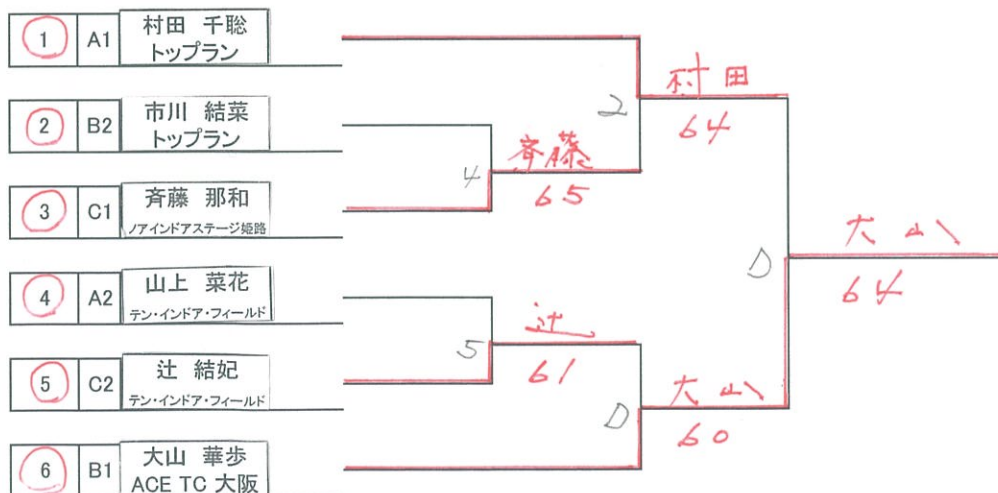 1 A1 村田 千聡
トップラン
村田
2
64
2 B2 市川 結菜
トップラン
斉藤
4
65
3 C1 斉藤 那和
ノアインドアステージ姫路
大山
D
64
4 A2 山上 菜花
テン・インドア・フィールド
辻
5
61
5 C2 辻 結妃
テン・インドア・フィールド
大山
D
60
6 B1 大山 華歩
ACE TC 大阪